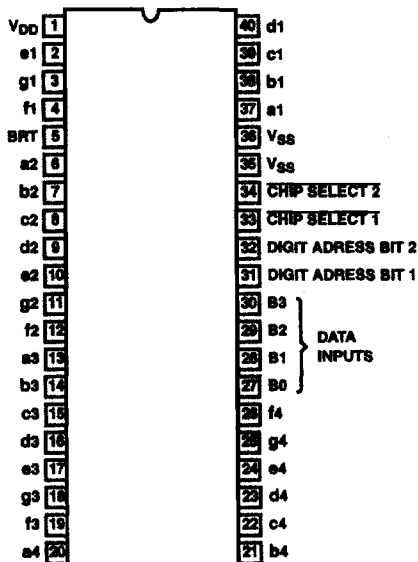 VDD 1 40 d1
e1 2 39 c1
g1 3 38 b1
f1 4 37 a1
BRT 5 36 VSS
a2 6 35 VSS
b2 7 34 CHIP SELECT 2
c2 8 33 CHIP SELECT 1
d2 9 32 DIGIT ADRESS BIT 2
e2 10 31 DIGIT ADRESS BIT 1
g2 11 30 B3
f2 12 29 B2
DATA
a3 13 28 B1
INPUTS
b3 14 27 B0
c3 15 26 f4
d3 16 25 g4
e3 17 24 e4
g3 18 23 d4
f3 19 22 c4
a4 20 21 b4